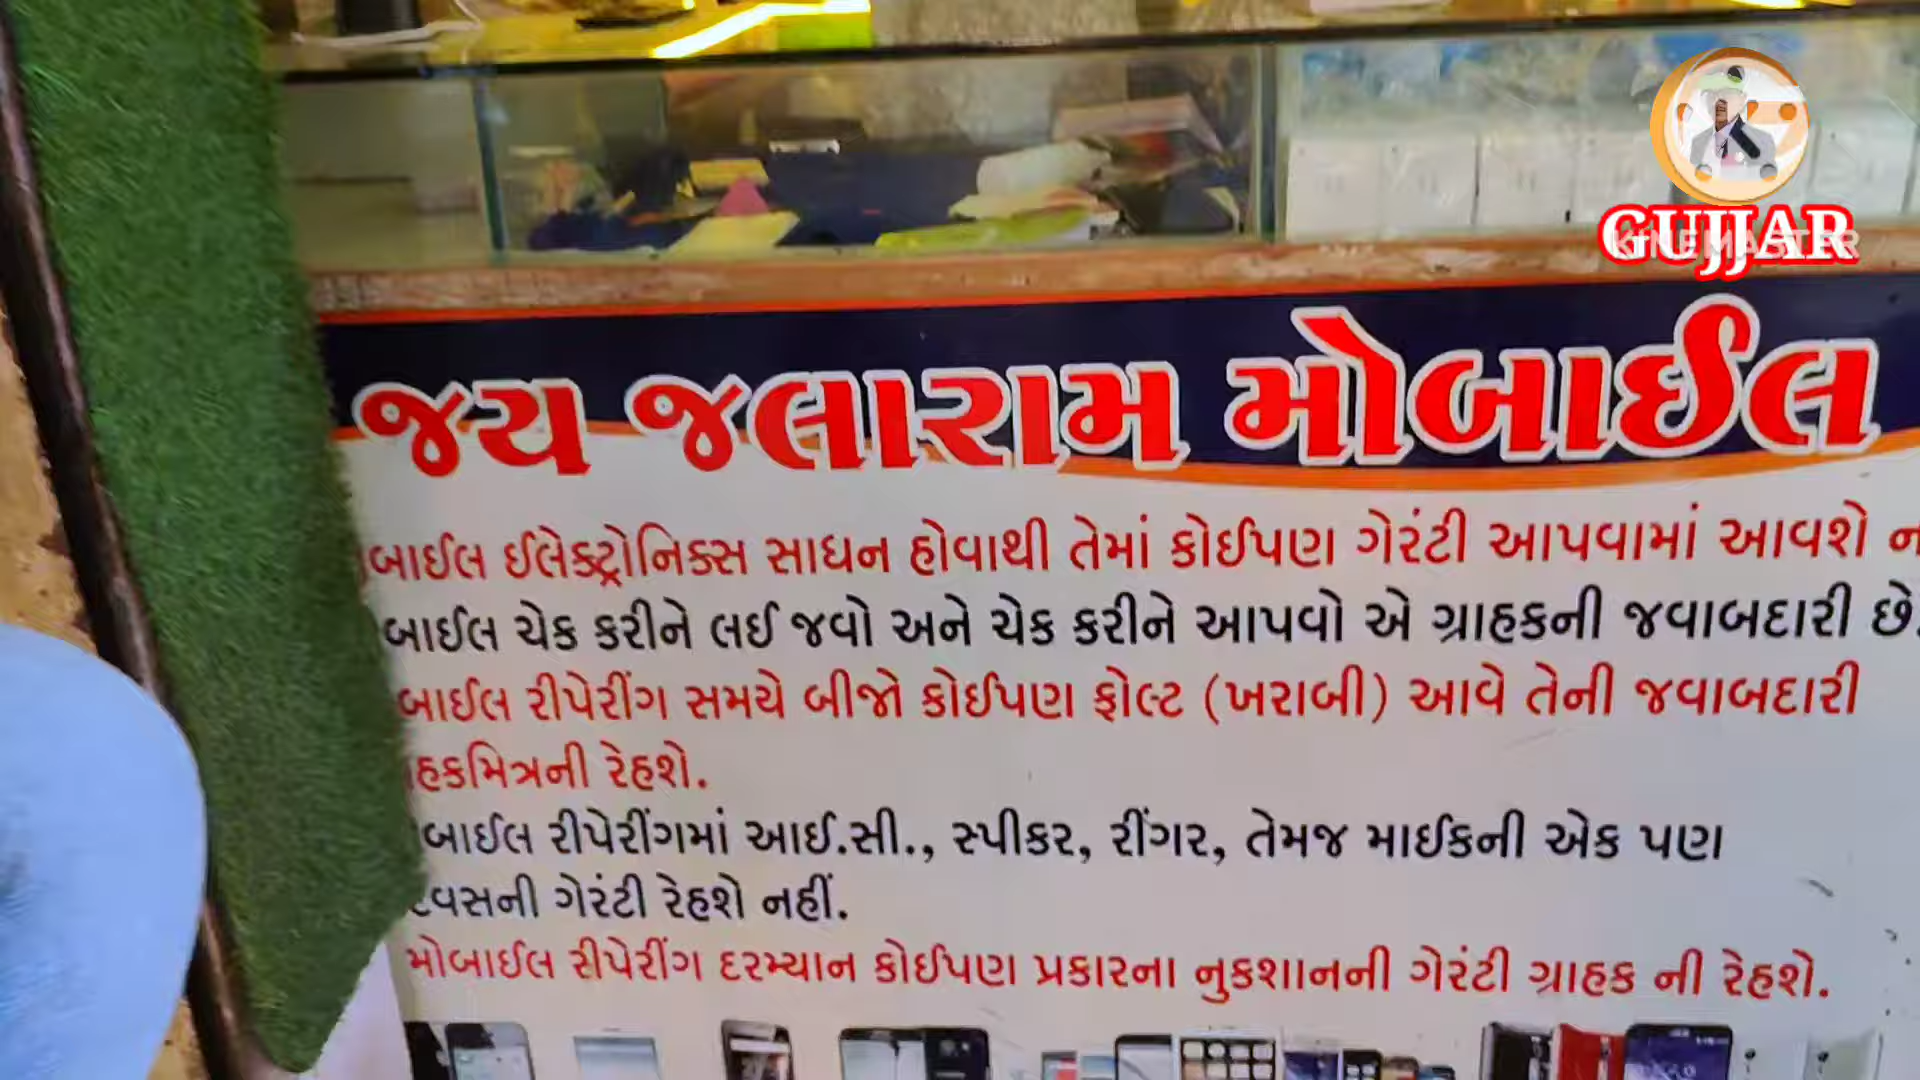 GUJJAR
KINEMASTER
જય જલારામ મોબાઈલ
બાઈલ ઈલેક્ટ્રોનિક્સ સાધન હોવાથી તેમાં કોઈપણ ગેરંટી આપવામાં આવશે ન
બાઈલ ચેક કરીને લઈ જવો અને ચેક કરીને આપવો એ ગ્રાહકની જવાબદારી છે.
બાઈલ રીપેરીંગ સમયે બીજો કોઈપણ ફોલ્ટ (ખરાબી) આવે તેની જવાબદારી
હકમિત્રની રેહશે.
બાઈલ રીપેરીંગમાં આઈ.સી., સ્પીકર, રીંગર, તેમજ માઈકની એક પણ
વસની ગેરંટી રેહશે નહીં.
મોબાઈલ રીપેરીંગ દરમ્યાન કોઈપણ પ્રકારના નુકશાનની ગેરંટી ગ્રાહક ની રેહશે.